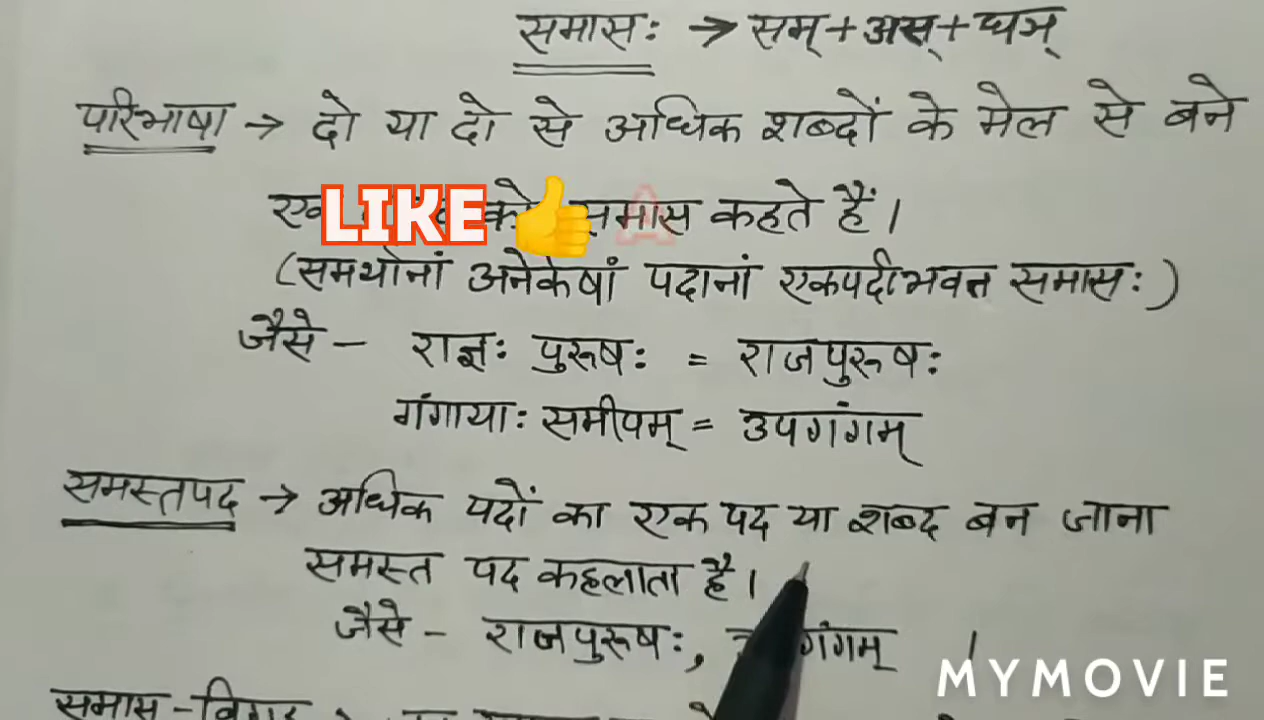 समासः → सम् + अस् + घञ्
परिभाषा → दो या दो से अधिक शब्दों के मेल से बने
को समास कहते हैं।
LIKE 👍 A
(समर्थानां अनेकेषां पदानां एकपदीभवन समासः)
जैसे - राज्ञः पुरूषः = राजपुरूषः
गंगायाः समीपम् = उपगंगम्
समस्तपद → अधिक पदों का एक पद या शब्द बन जाना
समस्त पद कहलाता है।
जैसे - राजपुरूषः, गंगम् ।
MYMOVIE
समास -